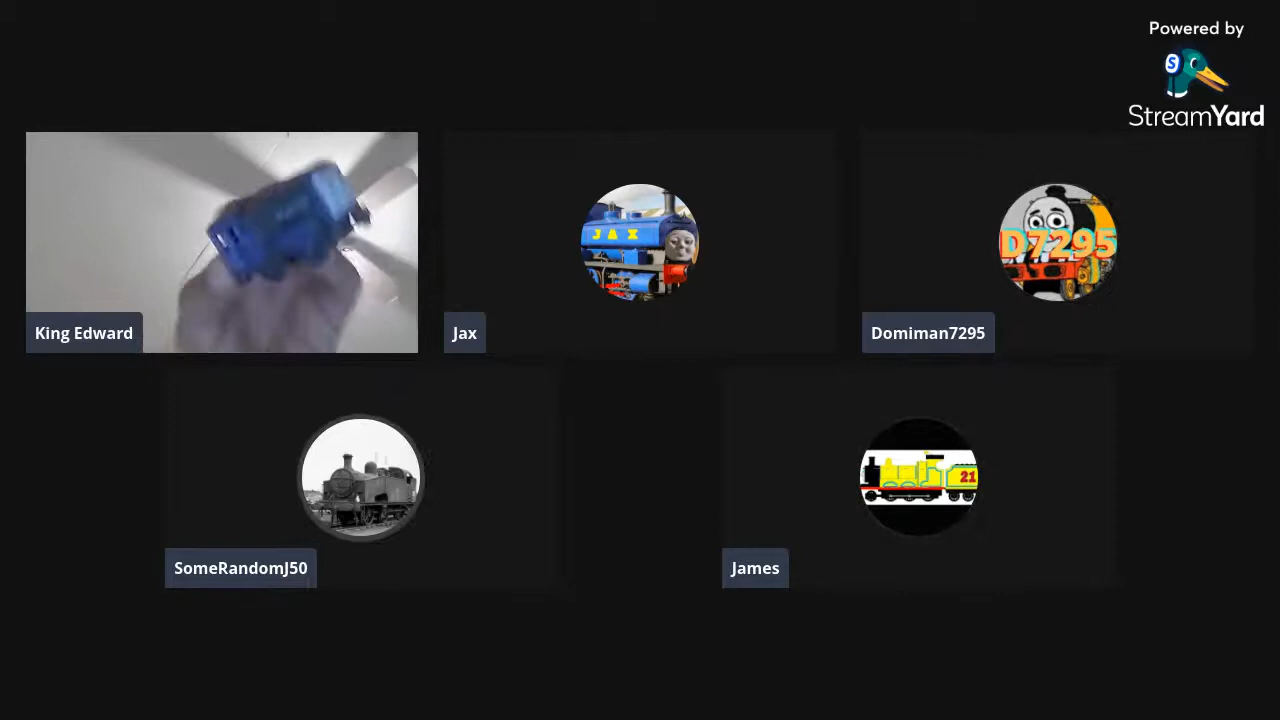 Powered by
StreamYard
King Edward
JAX
Jax
D7295
Domiman7295
SomeRandomJ50
21
James